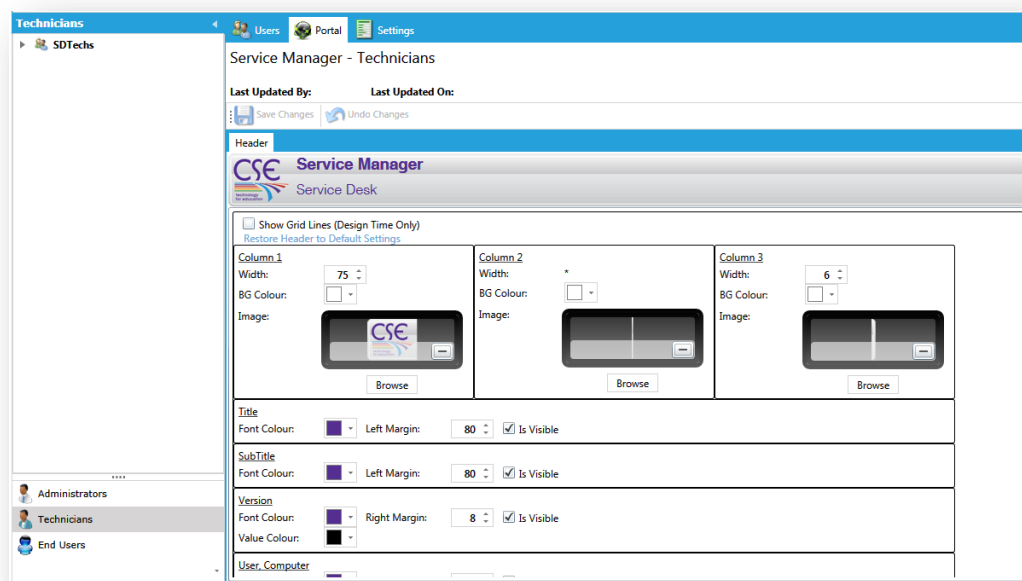 Technicians
SDTechs
Users
Portal
Settings
Service Manager - Technicians
Last Updated By: Last Updated On:
Save Changes
Undo Changes
Header
CSE
technology
for education
Service Manager
Service Desk
Show Grid Lines (Design Time Only)
Restore Header to Default Settings
Column 1
Width: 75
BG Colour:
Image:
CSE
Browse
Column 2
Width: *
BG Colour:
Image:
Browse
Column 3
Width: 6
BG Colour:
Image:
Browse
Title
Font Colour: Left Margin: 80 Is Visible
SubTitle
Font Colour: Left Margin: 80 Is Visible
Version
Font Colour: Right Margin: 8 Is Visible
Value Colour:
User, Computer
Administrators
Technicians
End Users